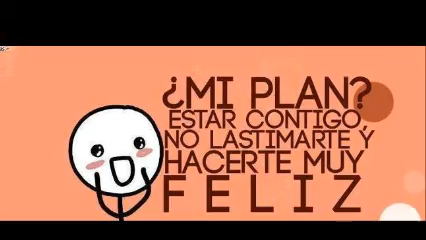 ¿MI PLAN?
ESTAR CONTIGO
NO LASTIMARTE Y
HACERTE MUY
FELIZ